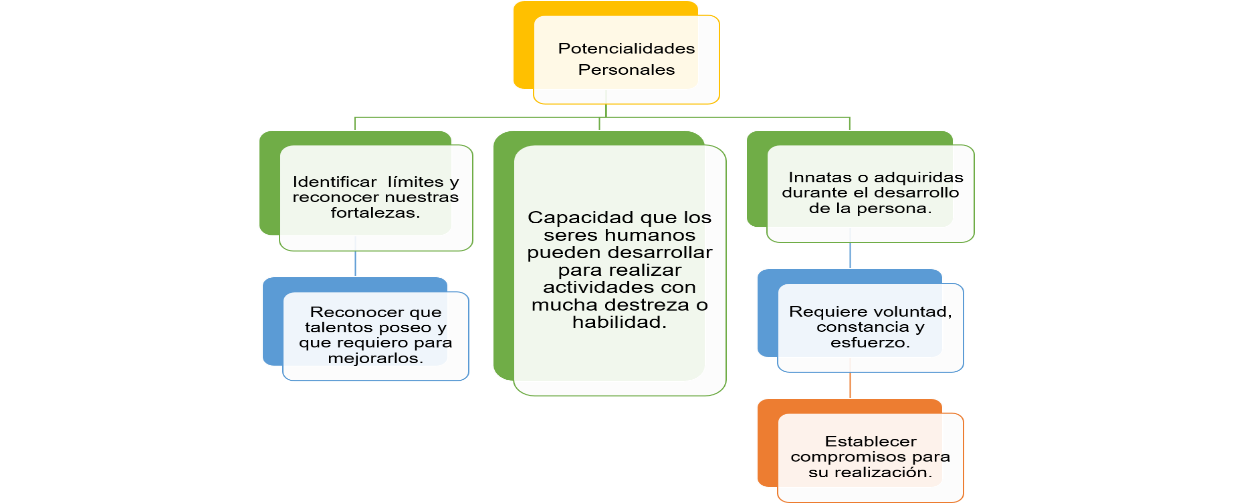 Potencialidades
Personales
Identificar límites y
reconocer nuestras
fortalezas.
Reconocer que
talentos poseo y
que requiero para
mejorarlos.
Capacidad que los
seres humanos
pueden desarrollar
para realizar
actividades con
mucha destreza o
habilidad.
Innatas o adquiridas
durante el desarrollo
de la persona.
Requiere voluntad,
constancia y
esfuerzo.
Establecer
compromisos para
su realización.